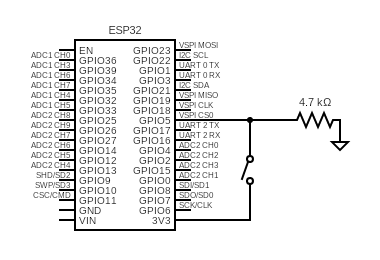 ESP32
EN GPIO23 VSPI MOSI
ADC1 CH0 GPIO36 GPIO22 I2C SCL
ADC1 CH3 GPIO39 GPIO1 UART 0 TX
ADC1 CH6 GPIO34 GPIO3 UART 0 RX
ADC1 CH7 GPIO35 GPIO21 I2C SDA
ADC1 CH4 GPIO32 GPIO19 VSPI MISO
ADC1 CH5 GPIO33 GPIO18 VSPI CLK
ADC2 CH8 GPIO25 GPIO5 VSPI CS0
ADC2 CH9 GPIO26 GPIO17 UART 2 TX
ADC2 CH7 GPIO27 GPIO16 UART 2 RX
ADC2 CH6 GPIO14 GPIO4 ADC2 CH0
ADC2 CH5 GPIO12 GPIO2 ADC2 CH2
ADC2 CH4 GPIO13 GPIO15 ADC2 CH3
SHD/SD2 GPIO9 GPIO0 ADC2 CH1
SWP/SD3 GPIO10 GPIO8 SDI/SD1
CSC/CMD GPIO11 GPIO7 SDO/SD0
GND GPIO6 SCK/CLK
VIN 3V3
4.7 kΩ